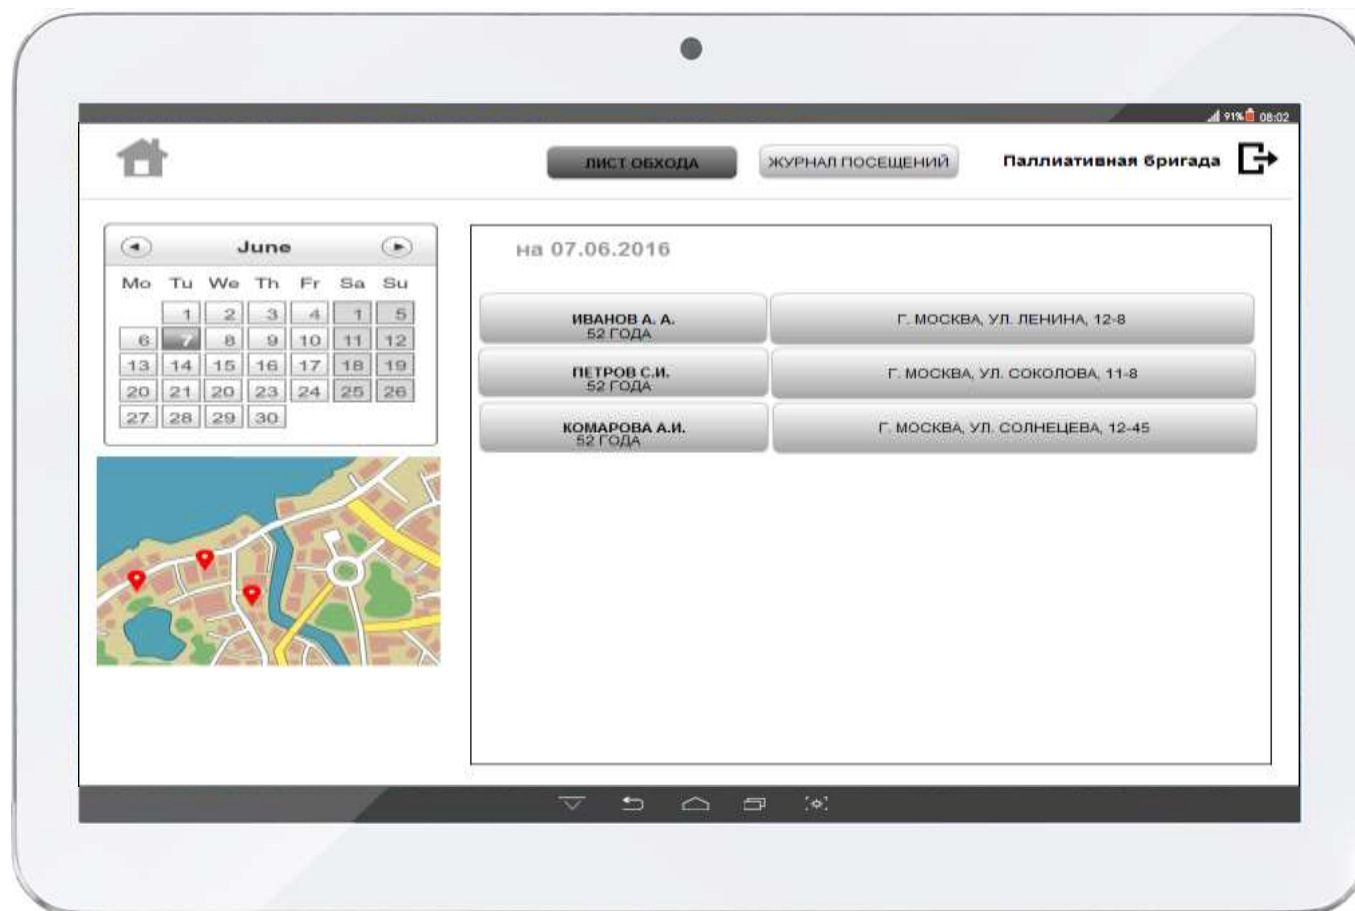 91% 08:02
ЛИСТ ОБХОДА ЖУРНАЛ ПОСЕЩЕНИЙ Паллиативная бригада
June
Mo Tu We Th Fr Sa Su
1 2 3 4 1 5
6 7 8 9 10 11 12
13 14 15 16 17 18 19
20 21 20 23 24 25 26
27 28 29 30
на 07.06.2016
ИВАНОВ А. А. Г. МОСКВА, УЛ. ЛЕНИНА, 12-8
52 ГОДА
ПЕТРОВ С.И. Г. МОСКВА, УЛ. СОКОЛОВА, 11-8
52 ГОДА
КОМАРОВА А.И. Г. МОСКВА, УЛ. СОЛНЕЦЕВА, 12-45
52 ГОДА